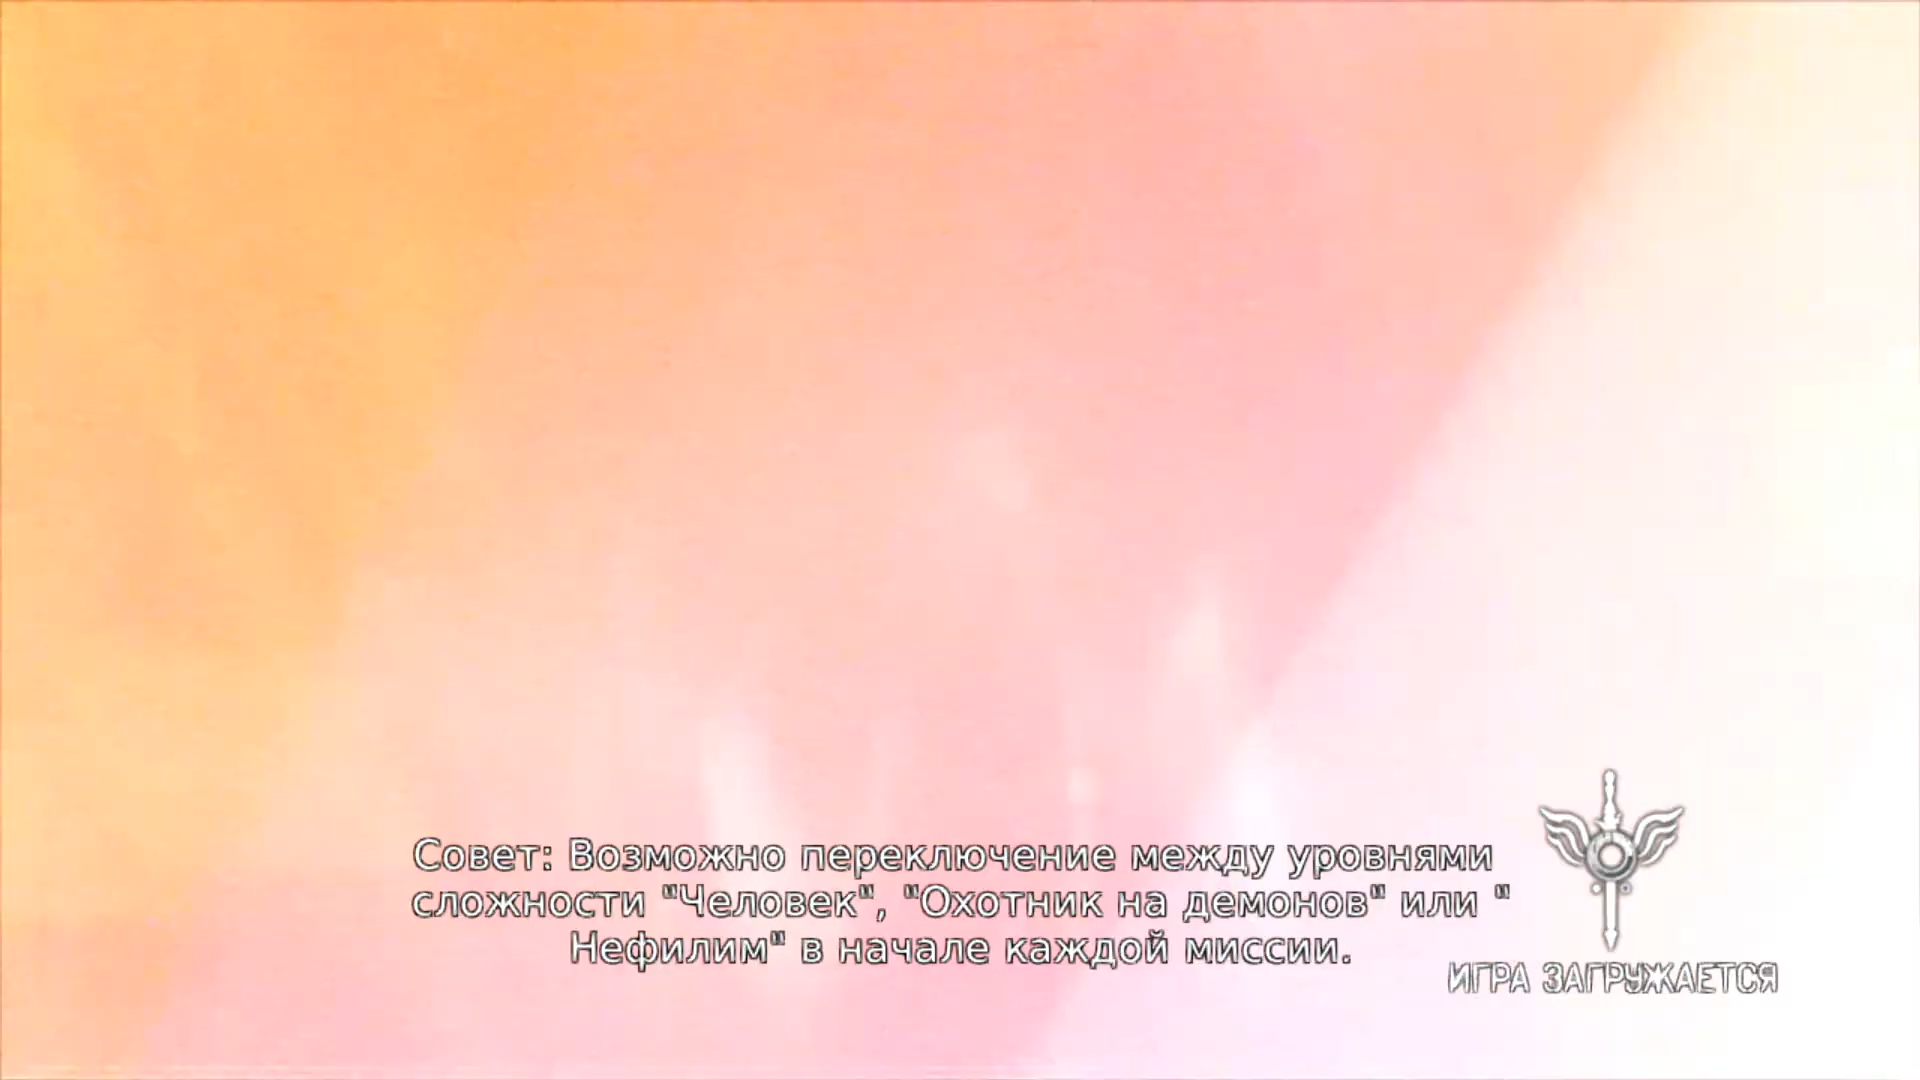 Совет: Возможно переключение между уровнями
сложности "Человек", "Охотник на демонов" или "
Нефилим" в начале каждой миссии.
ИГРА ЗАГРУЖАЕТСЯ